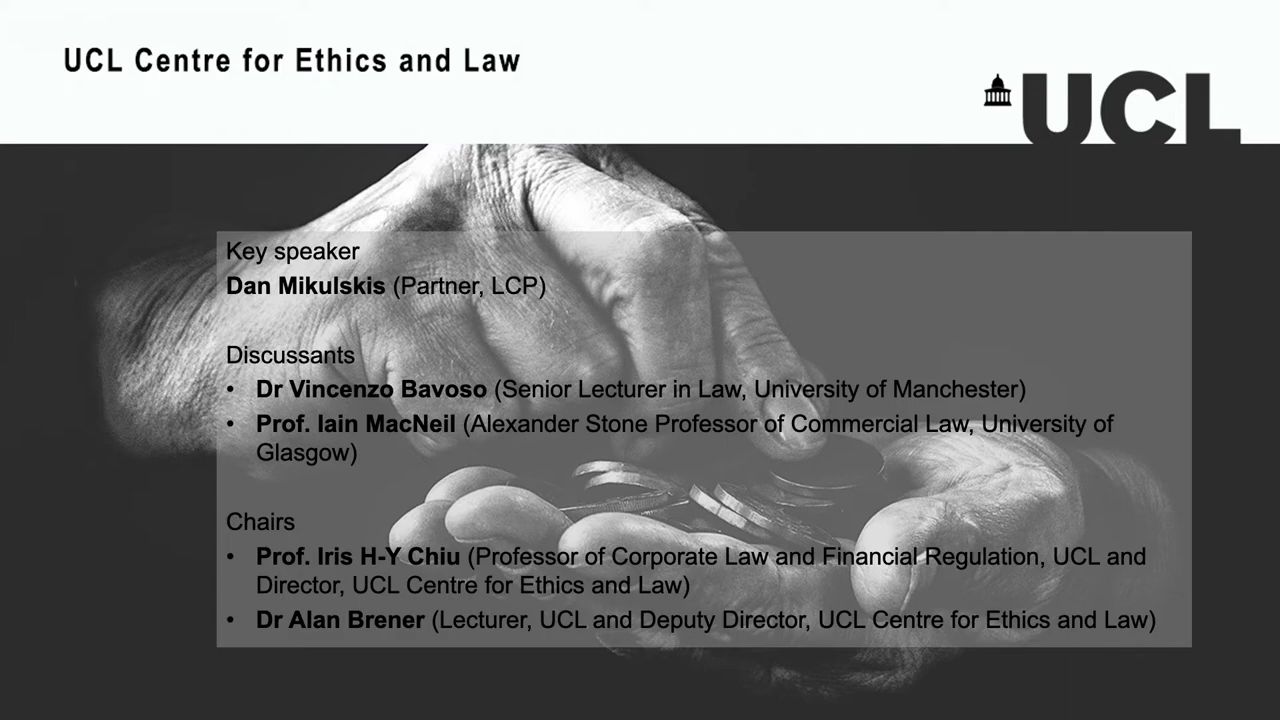 UCL Centre for Ethics and Law
UCL
Key speaker
Dan Mikulskis (Partner, LCP)
Discussants
• Dr Vincenzo Bavoso (Senior Lecturer in Law, University of Manchester)
• Prof. Iain MacNeil (Alexander Stone Professor of Commercial Law, University of
Glasgow)
Chairs
• Prof. Iris H-Y Chiu (Professor of Corporate Law and Financial Regulation, UCL and
Director, UCL Centre for Ethics and Law)
• Dr Alan Brener (Lecturer, UCL and Deputy Director, UCL Centre for Ethics and Law)